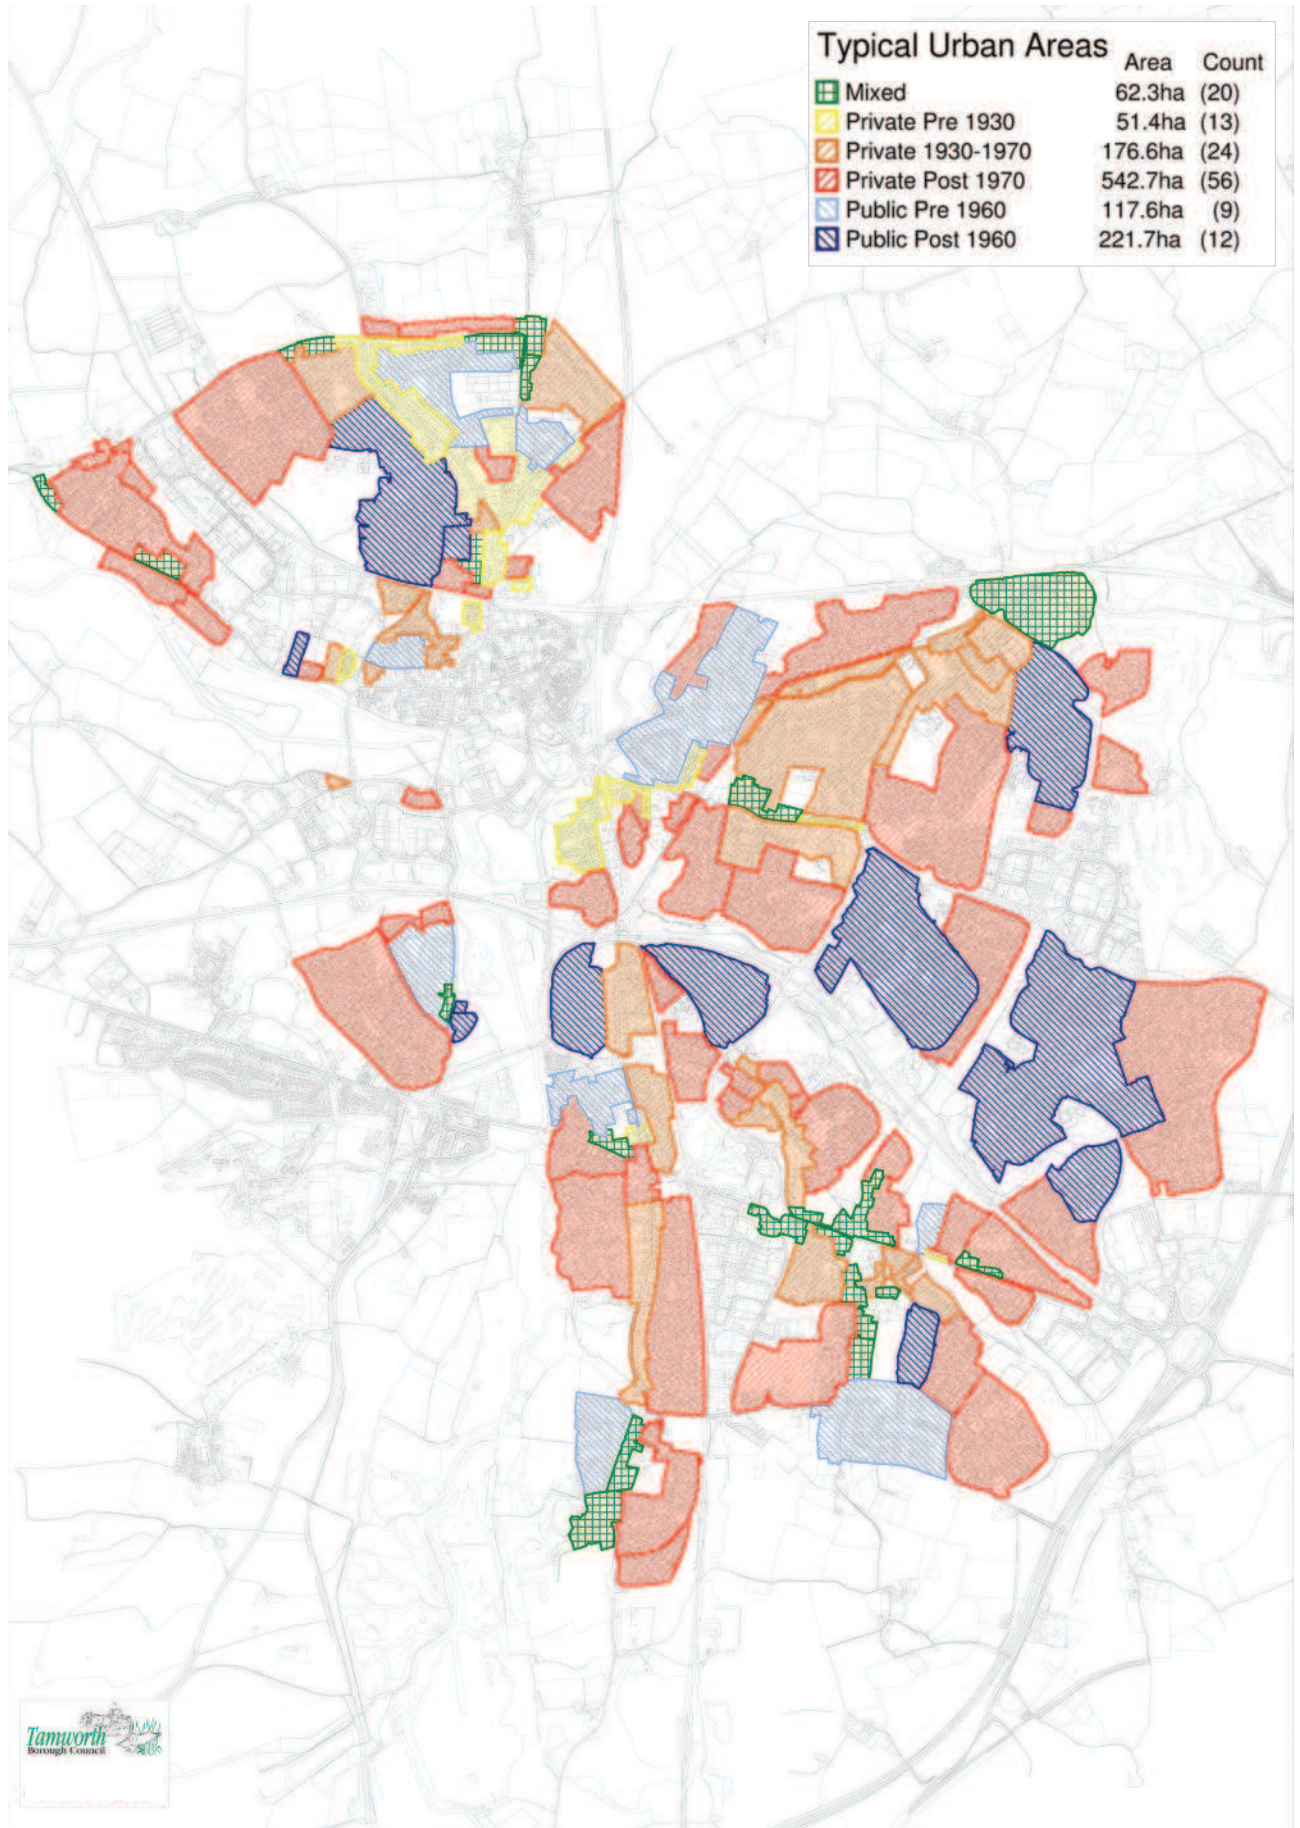 Typical Urban Areas Area Count
Mixed 62.3ha (20)
Private Pre 1930 51.4ha (13)
Private 1930-1970 176.6ha (24)
Private Post 1970 542.7ha (56)
Public Pre 1960 117.6ha (9)
Public Post 1960 221.7ha (12)
Tamworth
Borough Council